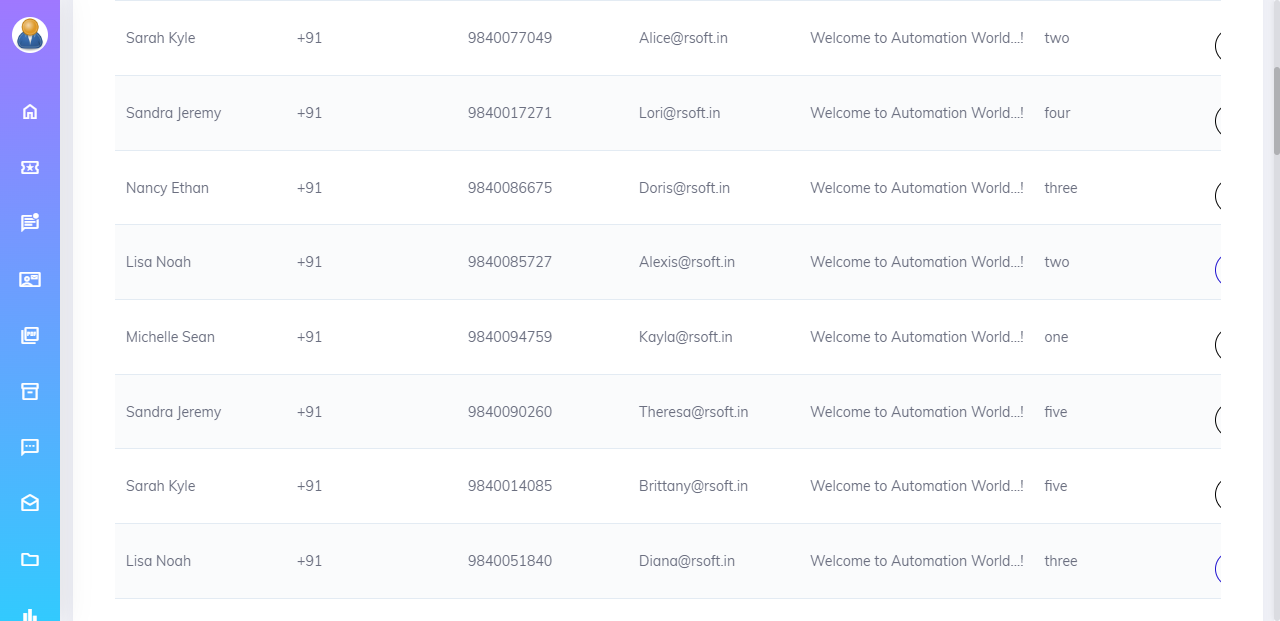 Sarah Kyle +91 9840077049 Alice@rsoft.in Welcome to Automation World...! two
Sandra Jeremy +91 9840017271 Lori@rsoft.in Welcome to Automation World...! four
Nancy Ethan +91 9840086675 Doris@rsoft.in Welcome to Automation World...! three
Lisa Noah +91 9840085727 Alexis@rsoft.in Welcome to Automation World...! two
Michelle Sean +91 9840094759 Kayla@rsoft.in Welcome to Automation World...! one
Sandra Jeremy +91 9840090260 Theresa@rsoft.in Welcome to Automation World...! five
Sarah Kyle +91 9840014085 Brittany@rsoft.in Welcome to Automation World...! five
Lisa Noah +91 9840051840 Diana@rsoft.in Welcome to Automation World...! three